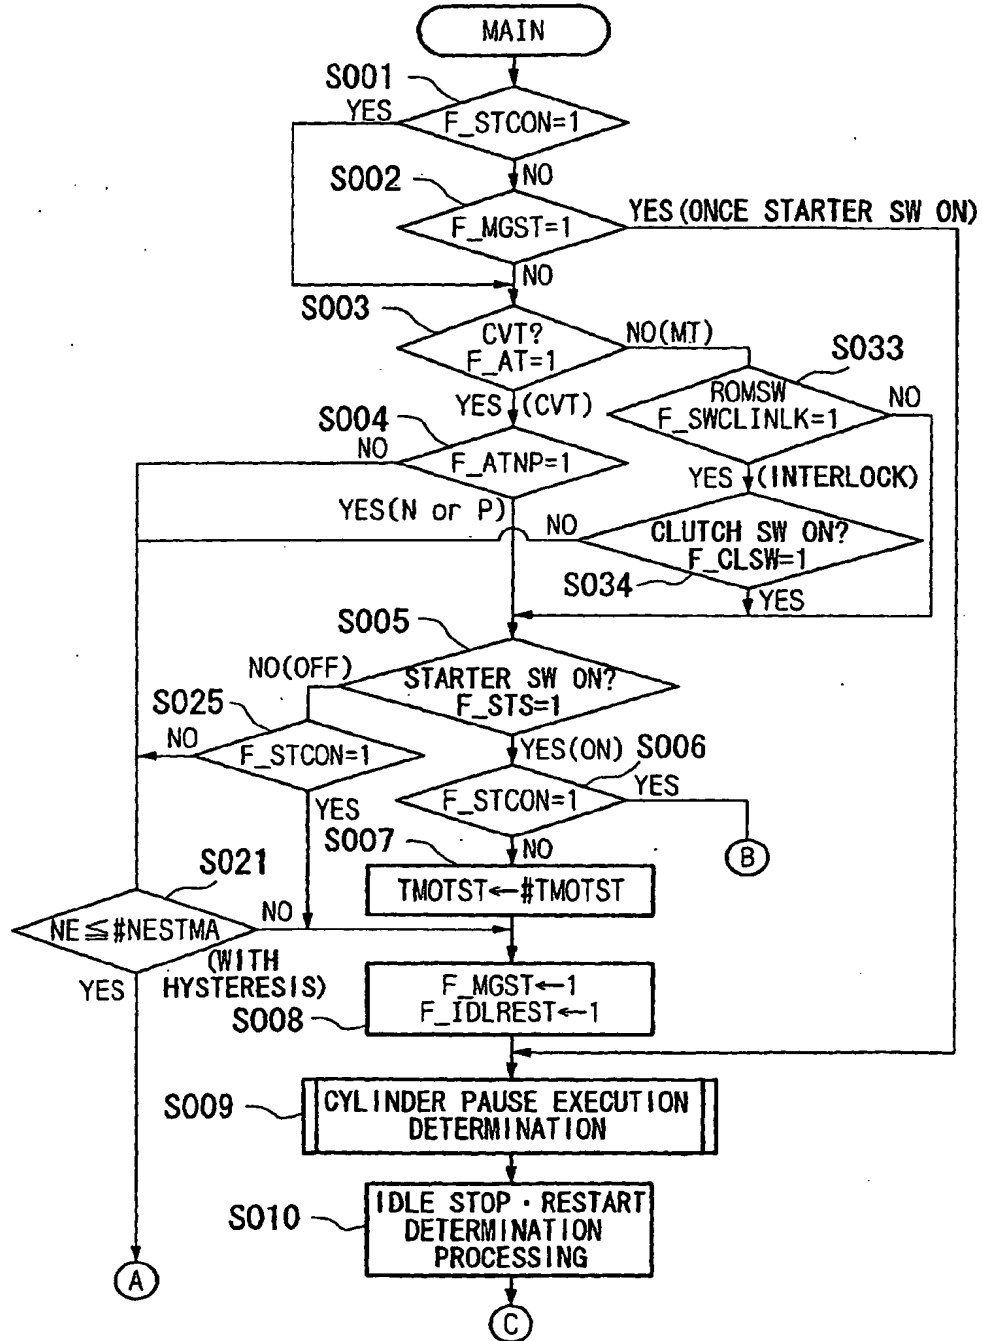 MAIN
S001
YES
F_STCON=1
NO
S002
F_MGST=1
YES(ONCE STARTER SW ON)
NO
S003
CVT?
F_AT=1
NO(MT)
S033
ROMSW
F_SWCLINLK=1
NO
YES (CVT)
S004
NO
F_ATNP=1
YES (INTERLOCK)
YES(N or P)
NO
CLUTCH SW ON?
F_CLSW=1
S034
YES
S005
NO(OFF)
STARTER SW ON?
F_STS=1
S025
NO
F_STCON=1
YES(ON)
S006
F_STCON=1
YES
YES
B
S007
NO
TMOTST←#TMOTST
S021
NE≦#NESTMA
NO
(WITH
HYSTERESIS)
YES
F_MGST←1
F_IDLREST←1
S008
S009
CYLINDER PAUSE EXECUTION
DETERMINATION
S010
IDLE STOP・RESTART
DETERMINATION
PROCESSING
A
C